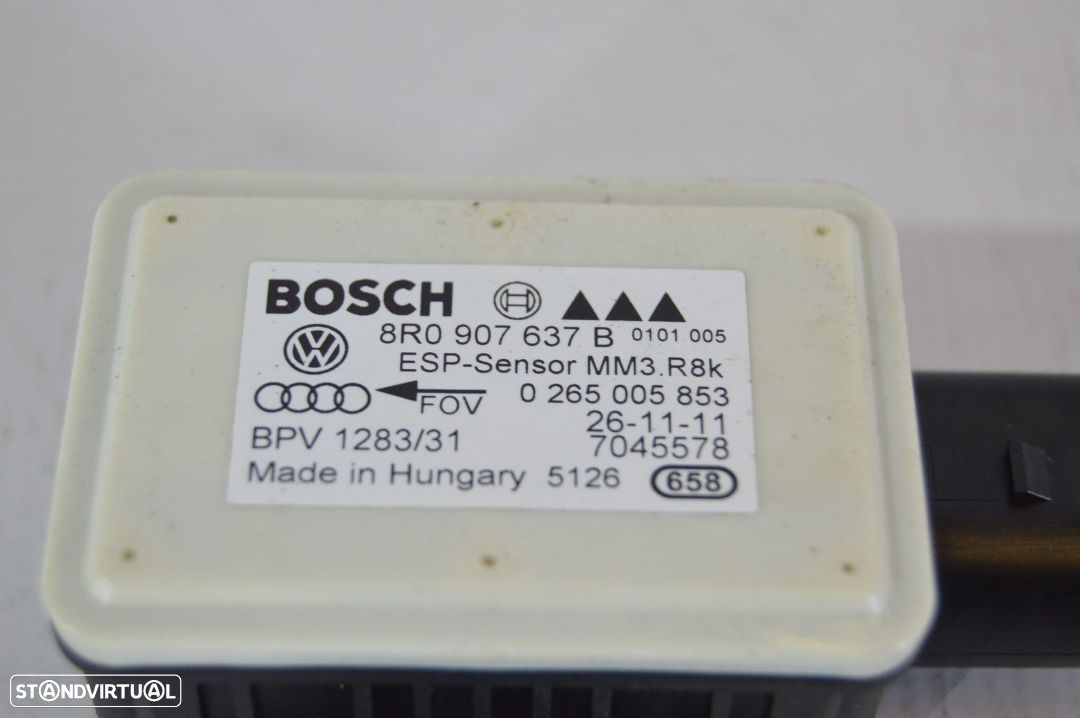 BOSCH
8R0 907 637 B 0101 005
ESP-Sensor MM3.R8k
FOV 0 265 005 853
26-11-11
BPV 1283/31 7045578
Made in Hungary 5126 658
STANDVIRTUAL